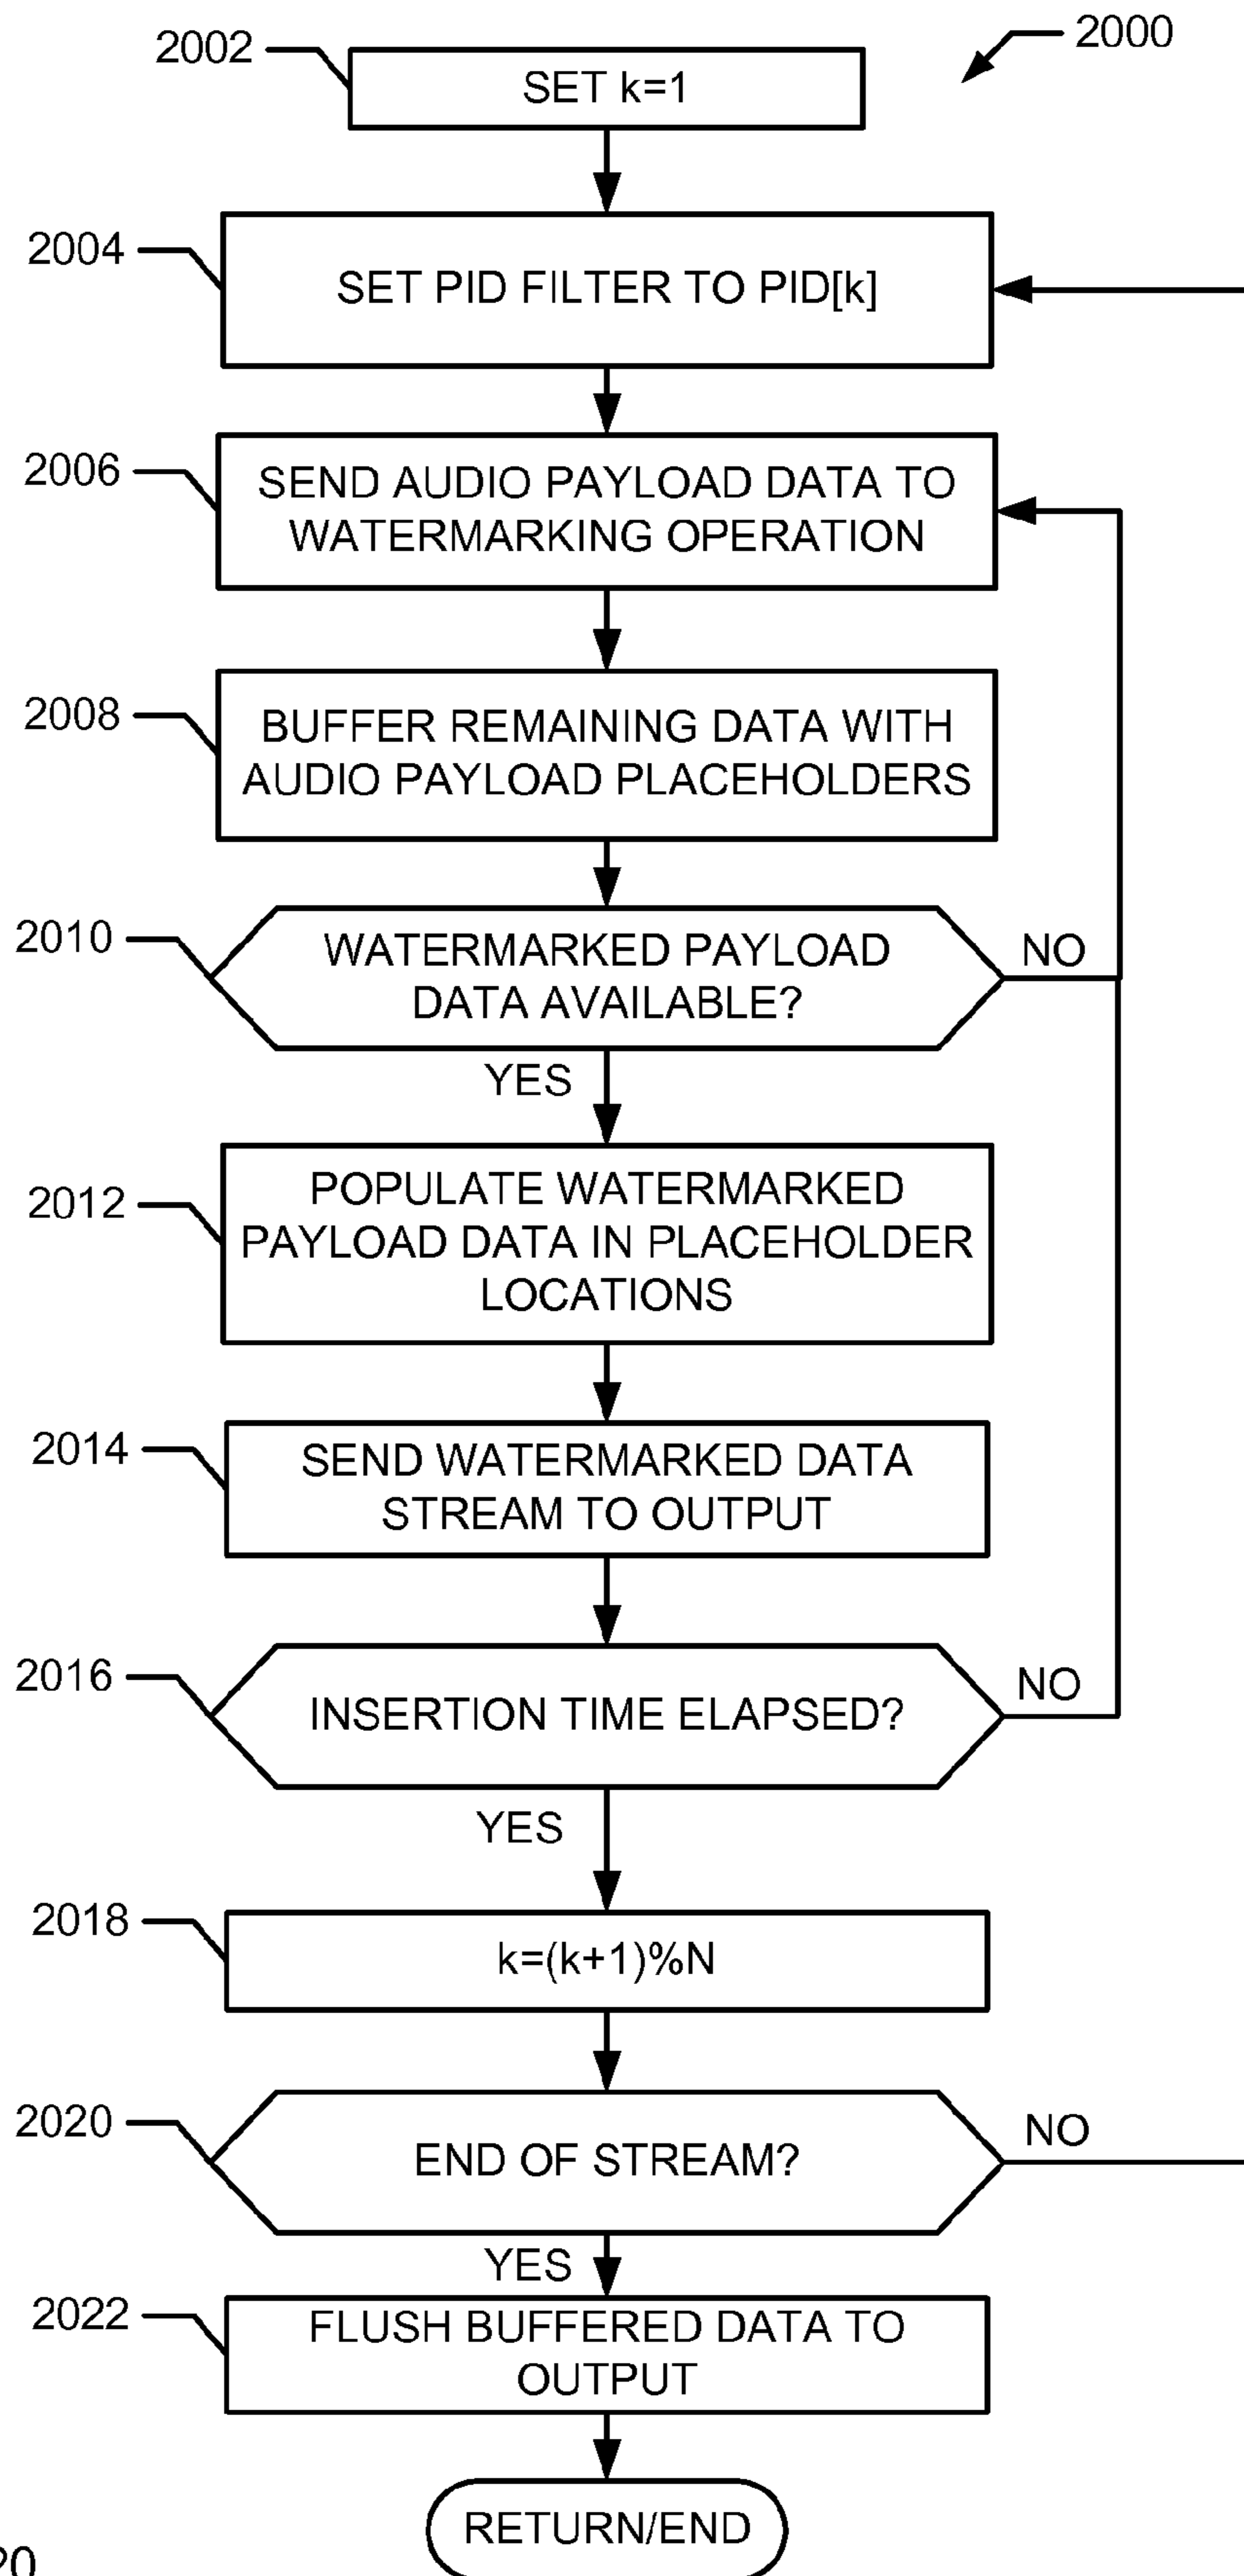 2000
2002
SET k=1
2004
SET PID FILTER TO PID[k]
2006
SEND AUDIO PAYLOAD DATA TO
WATERMARKING OPERATION
2008
BUFFER REMAINING DATA WITH
AUDIO PAYLOAD PLACEHOLDERS
2010
WATERMARKED PAYLOAD
DATA AVAILABLE?
NO
YES
2012
POPULATE WATERMARKED
PAYLOAD DATA IN PLACEHOLDER
LOCATIONS
2014
SEND WATERMARKED DATA
STREAM TO OUTPUT
2016
INSERTION TIME ELAPSED?
NO
YES
2018
k=(k+1)%N
2020
END OF STREAM?
NO
YES
2022
FLUSH BUFFERED DATA TO
OUTPUT
RETURN/END